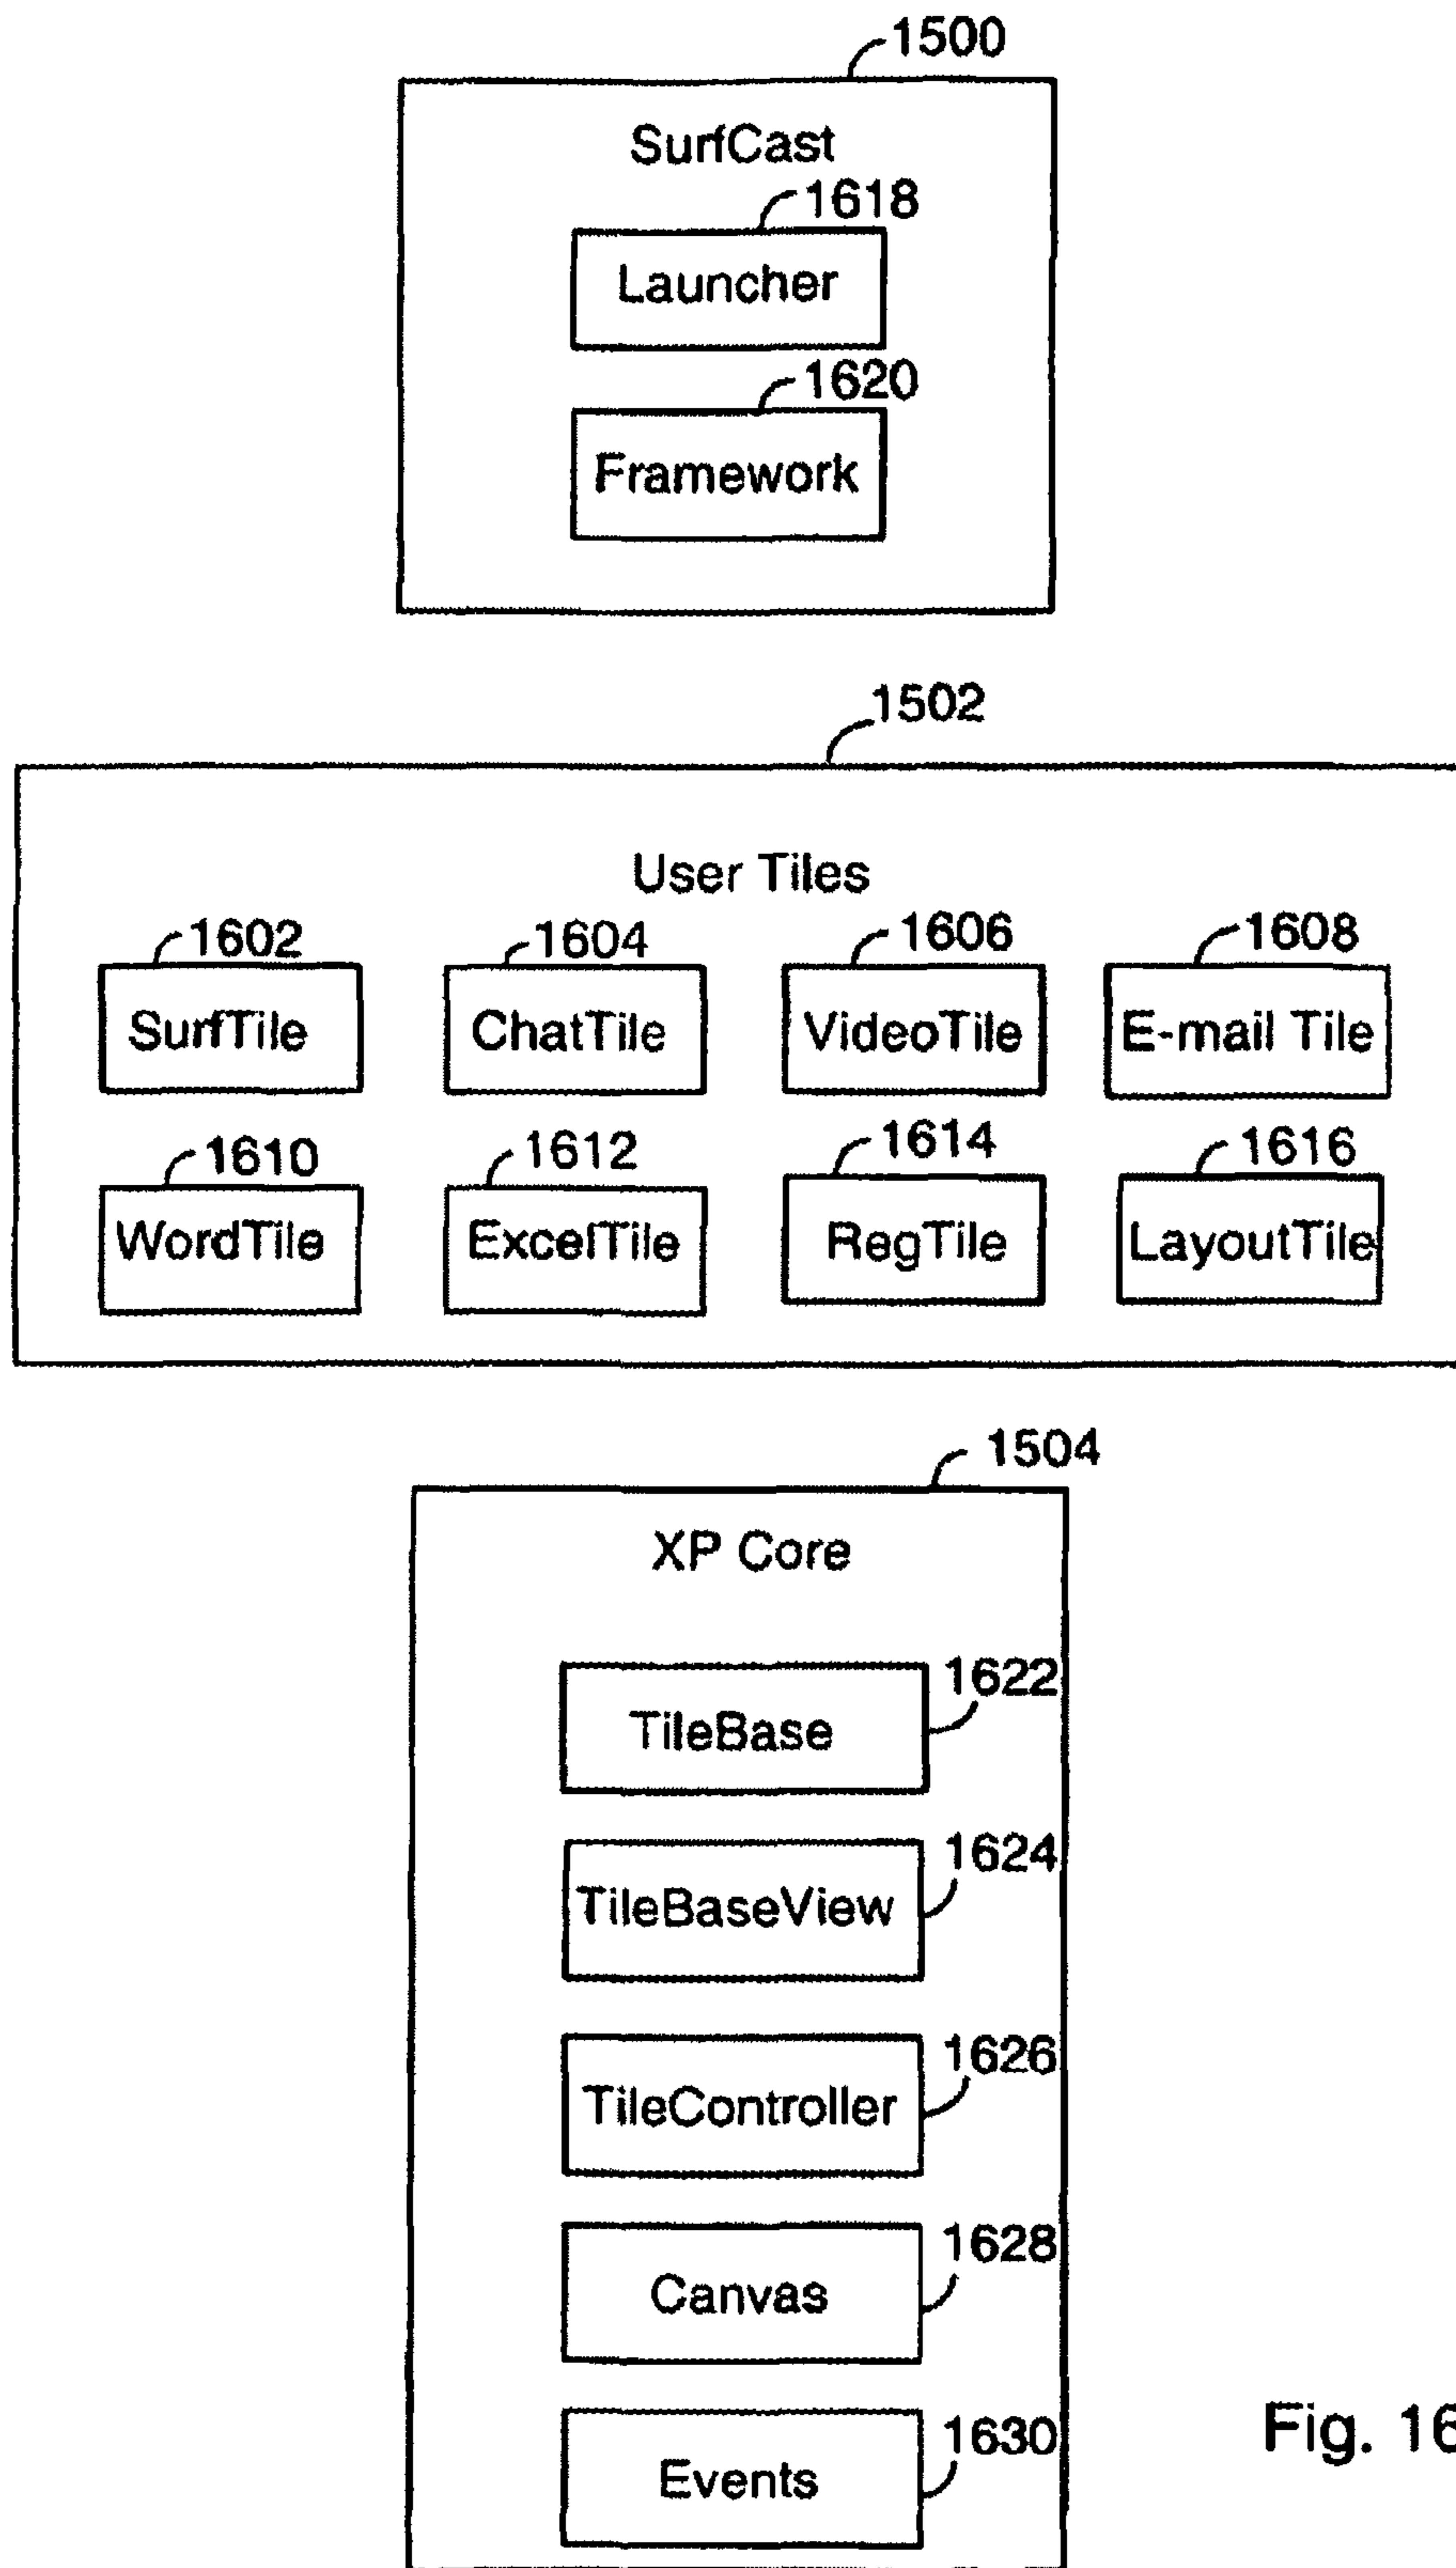 1500
SurfCast
1618
Launcher
1620
Framework
1502
User Tiles
1602 1604 1606 1608
SurfTile ChatTile VideoTile E-mail Tile
1610 1612 1614 1616
WordTile ExcelTile RegTile LayoutTile
1504
XP Core
1622
TileBase
1624
TileBaseView
1626
TileController
1628
Canvas
1630
Events
Fig. 16